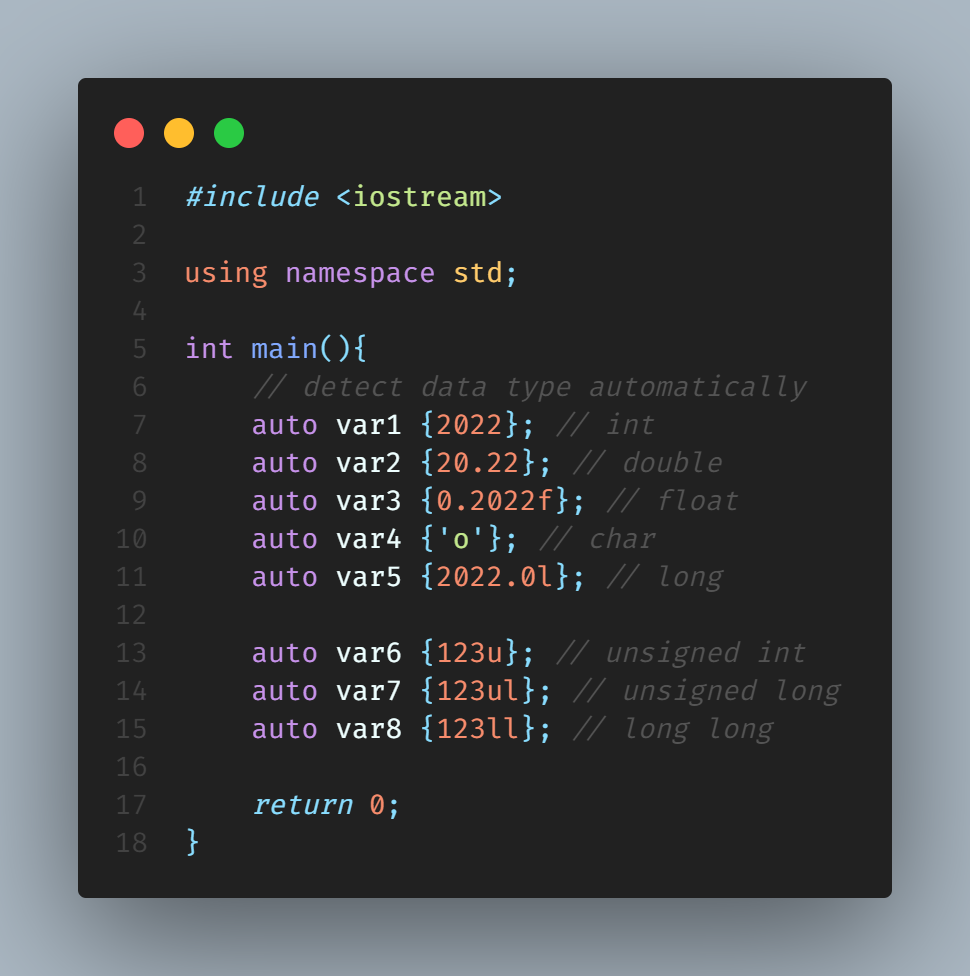 1 #include <iostream>
2
3 using namespace std;
4
5 int main(){
6     // detect data type automatically
7     auto var1 {2022}; // int
8     auto var2 {20.22}; // double
9     auto var3 {0.2022f}; // float
10     auto var4 {'o'}; // char
11     auto var5 {2022.0l}; // long
12
13     auto var6 {123u}; // unsigned int
14     auto var7 {123ul}; // unsigned long
15     auto var8 {123ll}; // long long
16
17     return 0;
18 }